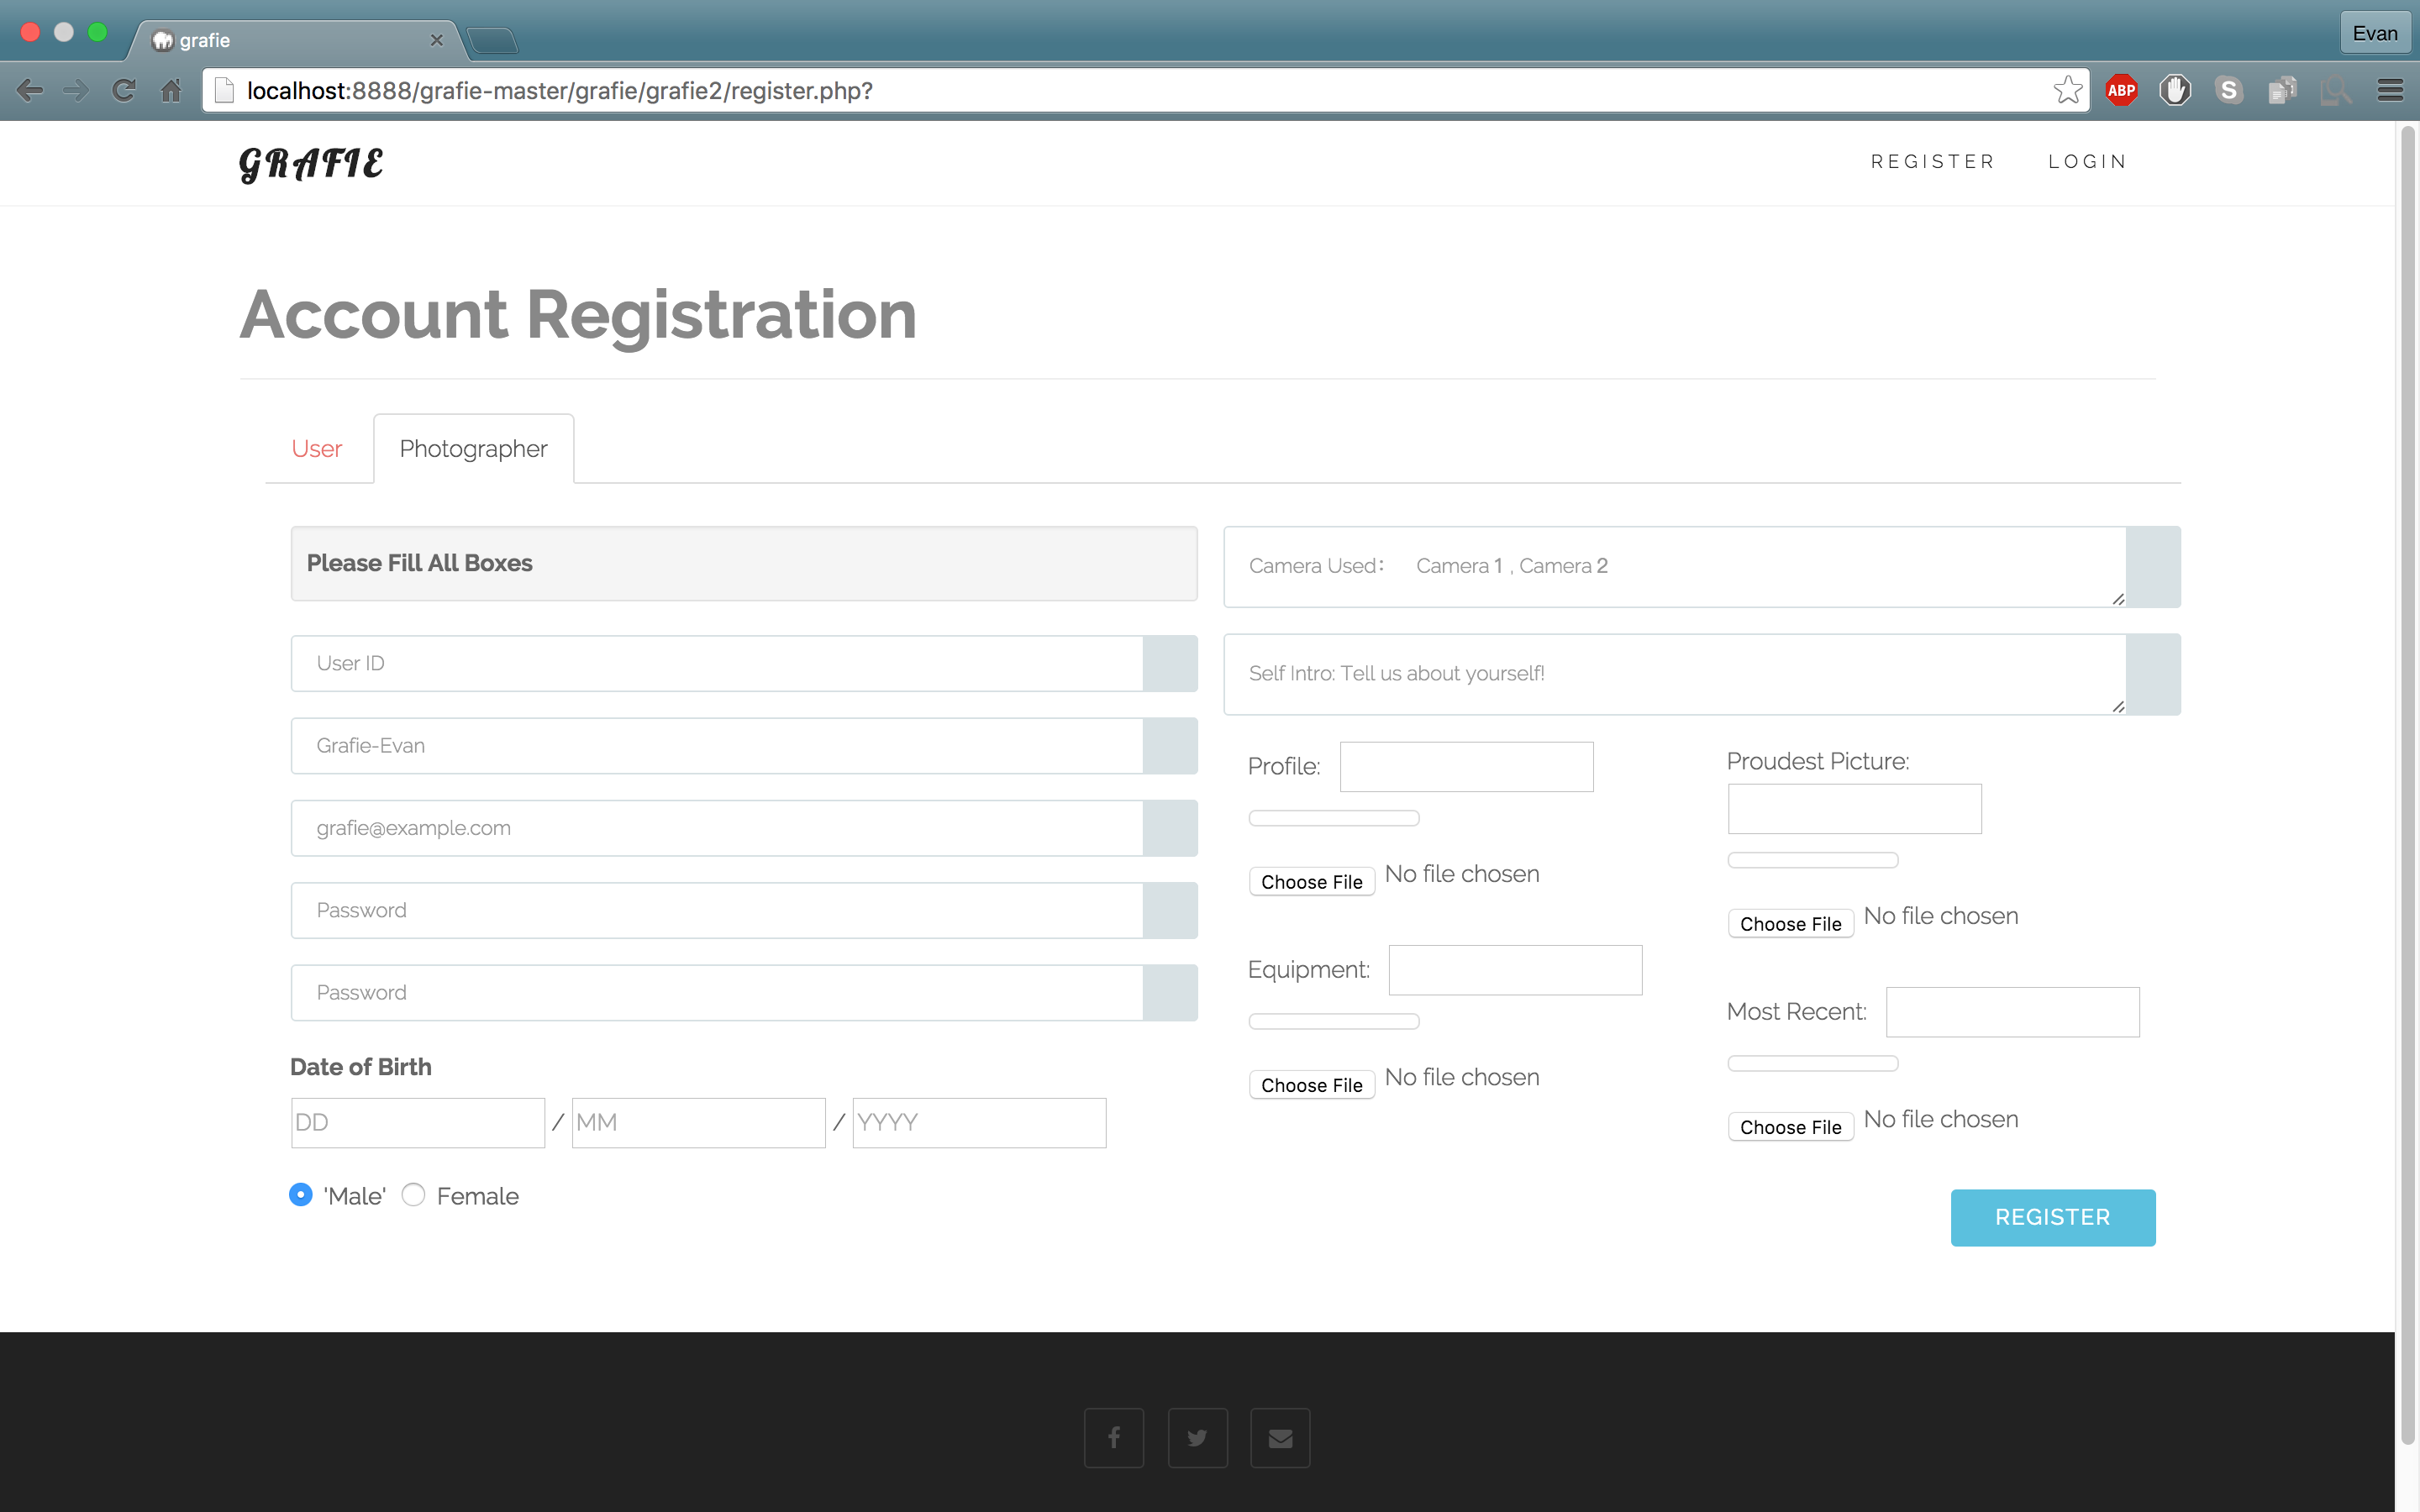 grafie
Evan
localhost:8888/grafie-master/grafie/grafie2/register.php?
ABP
S
GRAFIE
REGISTER
LOGIN
Account Registration
User
Photographer
Please Fill All Boxes
User ID
Grafie-Evan
grafie@example.com
Password
Password
Date of Birth
DD / MM / YYYY
'Male' Female
Camera Used: Camera 1 , Camera 2
Self Intro: Tell us about yourself!
Profile:
Choose File No file chosen
Equipment:
Choose File No file chosen
Proudest Picture:
Choose File No file chosen
Most Recent:
Choose File No file chosen
REGISTER